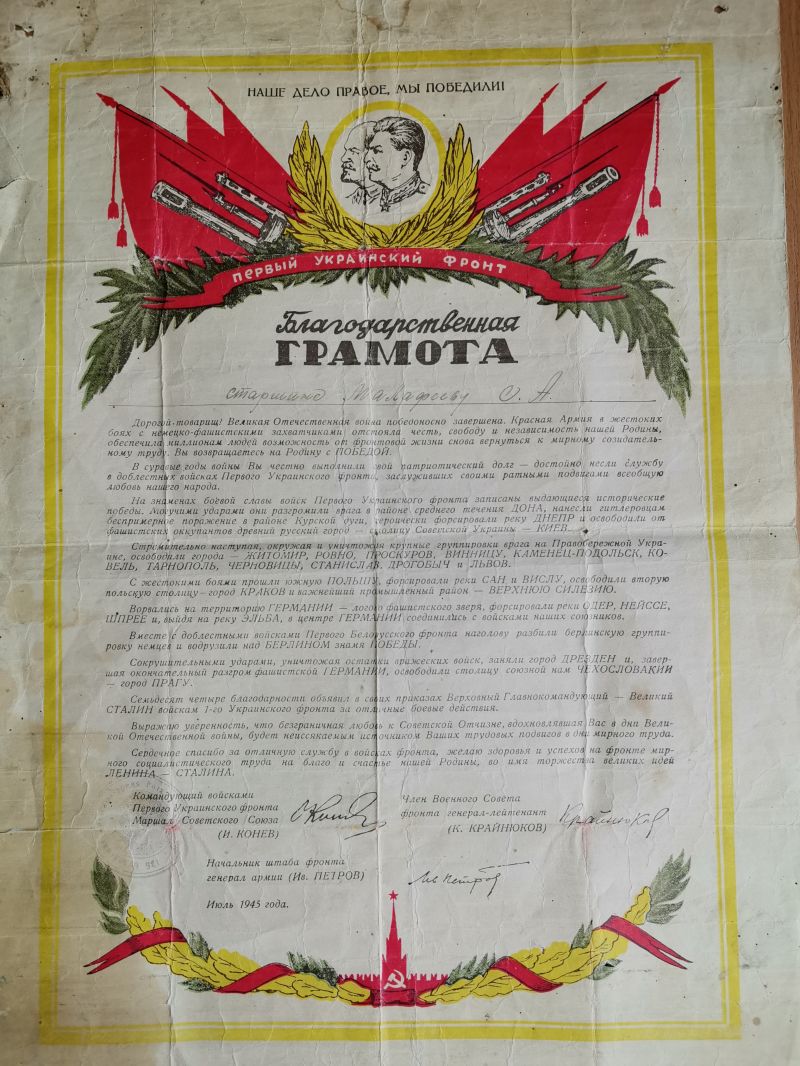 НАШЕ ДЕЛО ПРАВОЕ, МЫ ПОБЕДИЛИ!
ПЕРВЫЙ УКРАИНСКИЙ ФРОНТ
Благодарственная
ГРАМОТА
старшине Малафееву А.
Дорогой товарищ! Великая Отечественная война победоносно завершена. Красная Армия в жестоких
боях с немецко-фашистскими захватчиками отстояла честь, свободу и независимость нашей Родины,
обеспечила миллионам людей возможность от фронтовой жизни снова вернуться к мирному созидатель-
ному труду. Вы возвращаетесь на Родину с ПОБЕДОЙ.
В суровые годы войны Вы честно выполнили свой патриотический долг — достойно несли службу
в доблестных войсках Первого Украинского фронта, заслуживших своими ратными подвигами всеобщую
любовь нашего народа.
На знаменах боевой славы войск Первого Украинского фронта записаны выдающиеся исторические
победы. Могучими ударами они разгромили врага в районе среднего течения ДОНА, нанесли гитлеровцам
беспримерное поражение в районе Курской дуги, героически форсировали реку ДНЕПР и освободили от
фашистских оккупантов древний русский город — столицу Советской Украины — КИЕВ.
Стремительно наступая, окружая и уничтожая крупные группировки врага на Правобережной Укра-
ине, освободили города — ЖИТОМИР, РОВНО, ПРОСКУРОВ, ВИННИЦУ, КАМЕНЕЦ-ПОДОЛЬСК, КО-
ВЕЛЬ, ТАРНОПОЛЬ, ЧЕРНОВИЦЫ, СТАНИСЛАВ, ДРОГОБЫЧ и ЛЬВОВ.
С жестокими боями прошли южную ПОЛЬШУ, форсировали реки САН и ВИСЛУ, освободили вторую
польскую столицу — город КРАКОВ и важнейший промышленный район — ВЕРХНЮЮ СИЛЕЗИЮ.
Ворвались на территорию ГЕРМАНИИ — логово фашистского зверя, форсировали реки ОДЕР, НЕЙССЕ,
ШПРЕЕ и, выйдя на реку ЭЛЬБА, в центре ГЕРМАНИИ соединились с войсками наших союзников.
Вместе с доблестными войсками Первого Белорусского фронта наголову разбили берлинскую группи-
ровку немцев и водрузили над БЕРЛИНОМ знамя ПОБЕДЫ.
Сокрушительными ударами, уничтожая остатки вражеских войск, заняли город ДРЕЗДЕН и, завер-
шая окончательный разгром фашистской ГЕРМАНИИ, освободили столицу союзной нам ЧЕХОСЛОВАКИИ
— город ПРАГУ.
Семьдесят четыре благодарности объявил в своих приказах Верховный Главнокомандующий — Великий
СТАЛИН войскам 1-го Украинского фронта за отличные боевые действия.
Выражаю уверенность, что безграничная любовь к Советской Отчизне, вдохновлявшая Вас в дни Вели-
кой Отечественной войны, будет неиссякаемым источником Ваших трудовых подвигов в дни мирного труда.
Сердечное спасибо за отличную службу в войсках фронта, желаю здоровья и успехов на фронте мир-
ного социалистического труда на благо и счастье нашей Родины, во имя торжества великих идей
ЛЕНИНА — СТАЛИНА.
Командующий войсками
Первого Украинского фронта
Маршал Советского Союза
(И. КОНЕВ)
Член Военного Совета
фронта генерал-лейтенант
(К. КРАЙНЮКОВ)
Крайнюков
Начальник штаба фронта
генерал армии (Ив. ПЕТРОВ)
Ив Петров
Июль 1945 года.